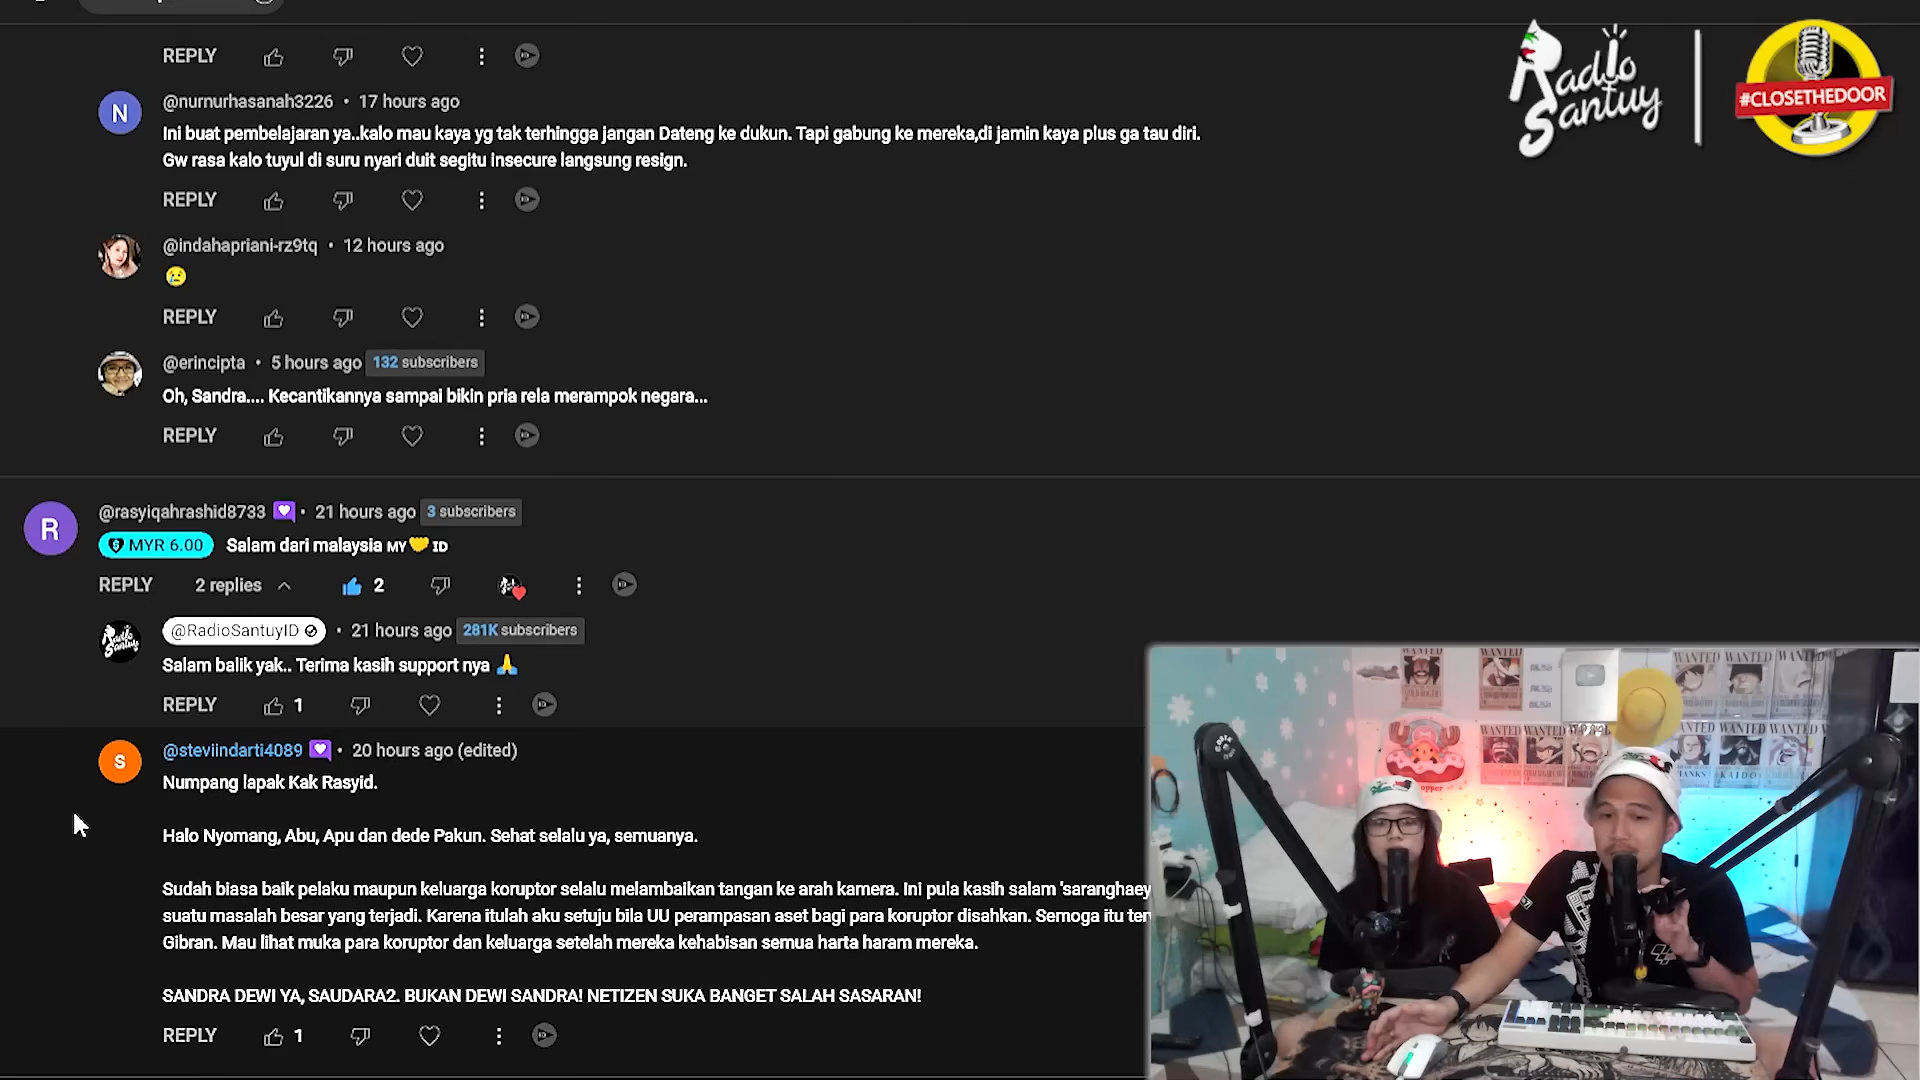 REPLY
Radio Santuy
#CLOSETHEDOOR
N
@nurnurhasanah3226 • 17 hours ago
Ini buat pembelajaran ya..kalo mau kaya yg tak terhingga jangan Dateng ke dukun. Tapi gabung ke mereka,di jamin kaya plus ga tau diri.
Gw rasa kalo tuyul di suru nyari duit segitu insecure langsung resign.
REPLY
@indahapriani-rz9tq • 12 hours ago
😢
REPLY
@erincipta • 5 hours ago 132 subscribers
Oh, Sandra.... Kecantikannya sampai bikin pria rela merampok negara...
REPLY
R
@rasyiqahrashid8733 • 21 hours ago 3 subscribers
MYR 6.00 Salam dari malaysia MY🤝ID
REPLY 2 replies 2
Radio Santuy
@RadioSantuyID • 21 hours ago 281K subscribers
Salam balik yak.. Terima kasih support nya 🙏
REPLY 1
S
@steviindarti4089 • 20 hours ago (edited)
Numpang lapak Kak Rasyid.
Halo Nyomang, Abu, Apu dan dede Pakun. Sehat selalu ya, semuanya.
Sudah biasa baik pelaku maupun keluarga koruptor selalu melambaikan tangan ke arah kamera. Ini pula kasih salam 'saranghaey
suatu masalah besar yang terjadi. Karena itulah aku setuju bila UU perampasan aset bagi para koruptor disahkan. Semoga itu ter
Gibran. Mau lihat muka para koruptor dan keluarga setelah mereka kehabisan semua harta haram mereka.
SANDRA DEWI YA, SAUDARA2. BUKAN DEWI SANDRA! NETIZEN SUKA BANGET SALAH SASARAN!
REPLY 1
WANTED WANTED WANTED WANTED WANTED
KAIDO
opper